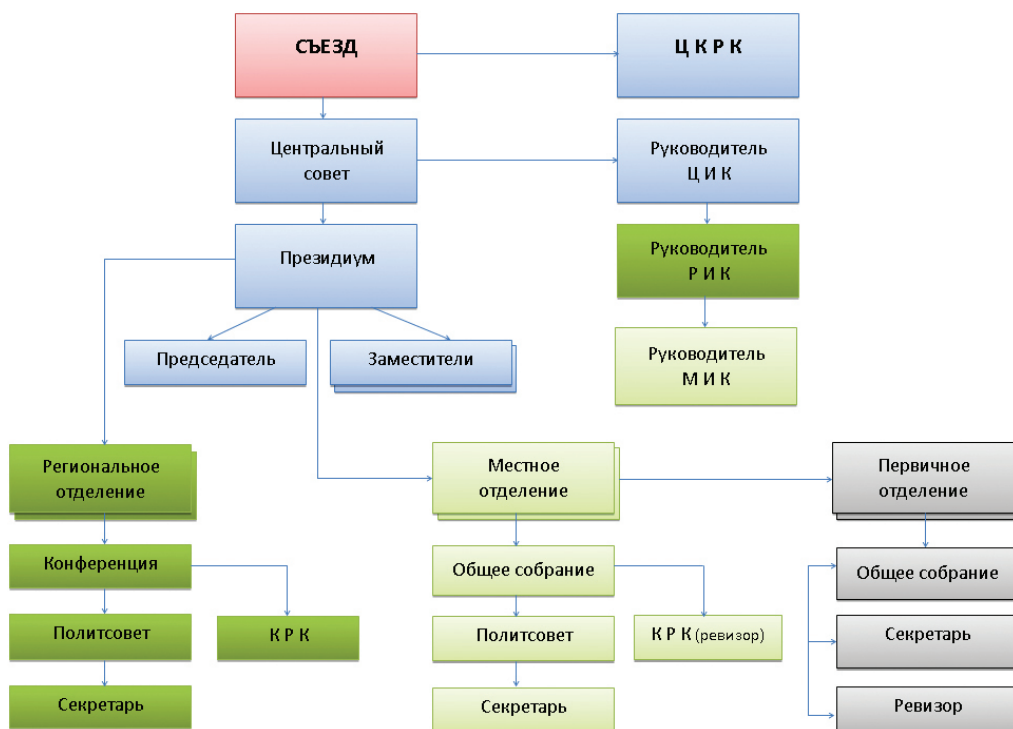 СЪЕЗД
Ц К Р К
Центральный
совет
Руководитель
Ц И К
Президиум
Руководитель
Р И К
Председатель
Заместители
Руководитель
М И К
Региональное
отделение
Местное
отделение
Первичное
отделение
Конференция
Общее собрание
Общее собрание
Политсовет
К Р К
Политсовет
К Р К (ревизор)
Секретарь
Секретарь
Секретарь
Ревизор